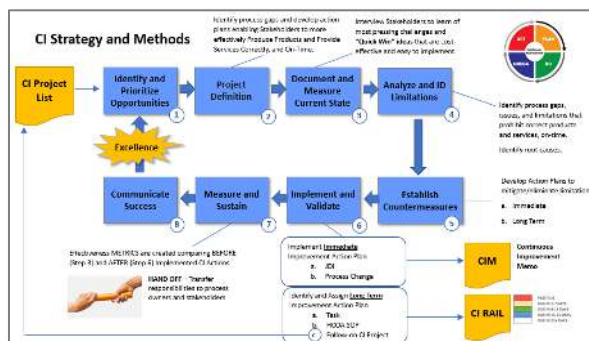 CI Strategy and Methods
Identify process gaps and develop action
plans enabling Stakeholders to more
effectively Produce Products and Provide
Services Correctly, and On-Time.
Interview Stakeholders to learn of
most pressing challenges and
"Quick Win" ideas that are cost-
effective and easy to implement
ACT
PLAN
CHECK
DO
CI Project
List
Identify and
Prioritize
Opportunities
1
Project
Definition
2
Document and
Measure
Current State
3
Analyze and ID
Limitations
4
Identify process gaps,
issues, and limitations that
prohibit correct products
and services, on-time.
Identify root causes.
Excellence
Communicate
Success
8
Measure and
Sustain
7
Implement and
Validate
6
Establish
Countermeasures
5
Develop Action Plans to
mitigate/eliminate limitation
a. Immediate
b. Long Term
Effectiveness METRICS are created comparing BEFORE
(Step 3) and AFTER (Step 6) Implemented CI Actions
HAND OFF - Transfer
responsibilities to process
owners and stakeholders
Implement Immediate
Improvement Action Plan
a. JDI
b. Process Change
CIM
Continuous
Improvement
Memo
Identify and Assign Long Term
Improvement Action Plan
a. Task
b. SOP
c Follow-on CI Project
CI RAIL